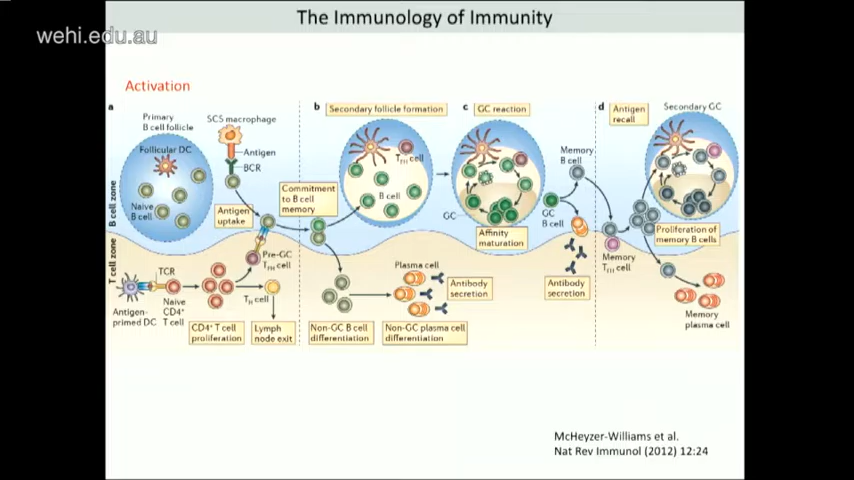 The Immunology of Immunity
wehi.edu.au
Activation
a
Primary
B cell follicle
SCS macrophage
Follicular DC
Antigen
BCR
Naive
B cell
Antigen
uptake
B cell zone
T cell zone
TCR
Antigen-
primed DC
Naive
CD4⁺
T cell
CD4⁺ T cell
proliferation
Pre-GC
TFH cell
TH cell
Lymph
node exit
b
Secondary follicle formation
Commitment
to B cell
memory
TFH cell
B cell
Non-GC B cell
differentiation
Plasma cell
Antibody
secretion
Non-GC plasma cell
differentiation
c
GC reaction
GC
Affinity
maturation
Memory
B cell
GC
B cell
Antibody
secretion
d
Antigen
recall
Secondary GC
Memory
TFH cell
Proliferation of
memory B cells
Memory
plasma cell
McHeyzer-Williams et al.
Nat Rev Immunol (2012) 12:24